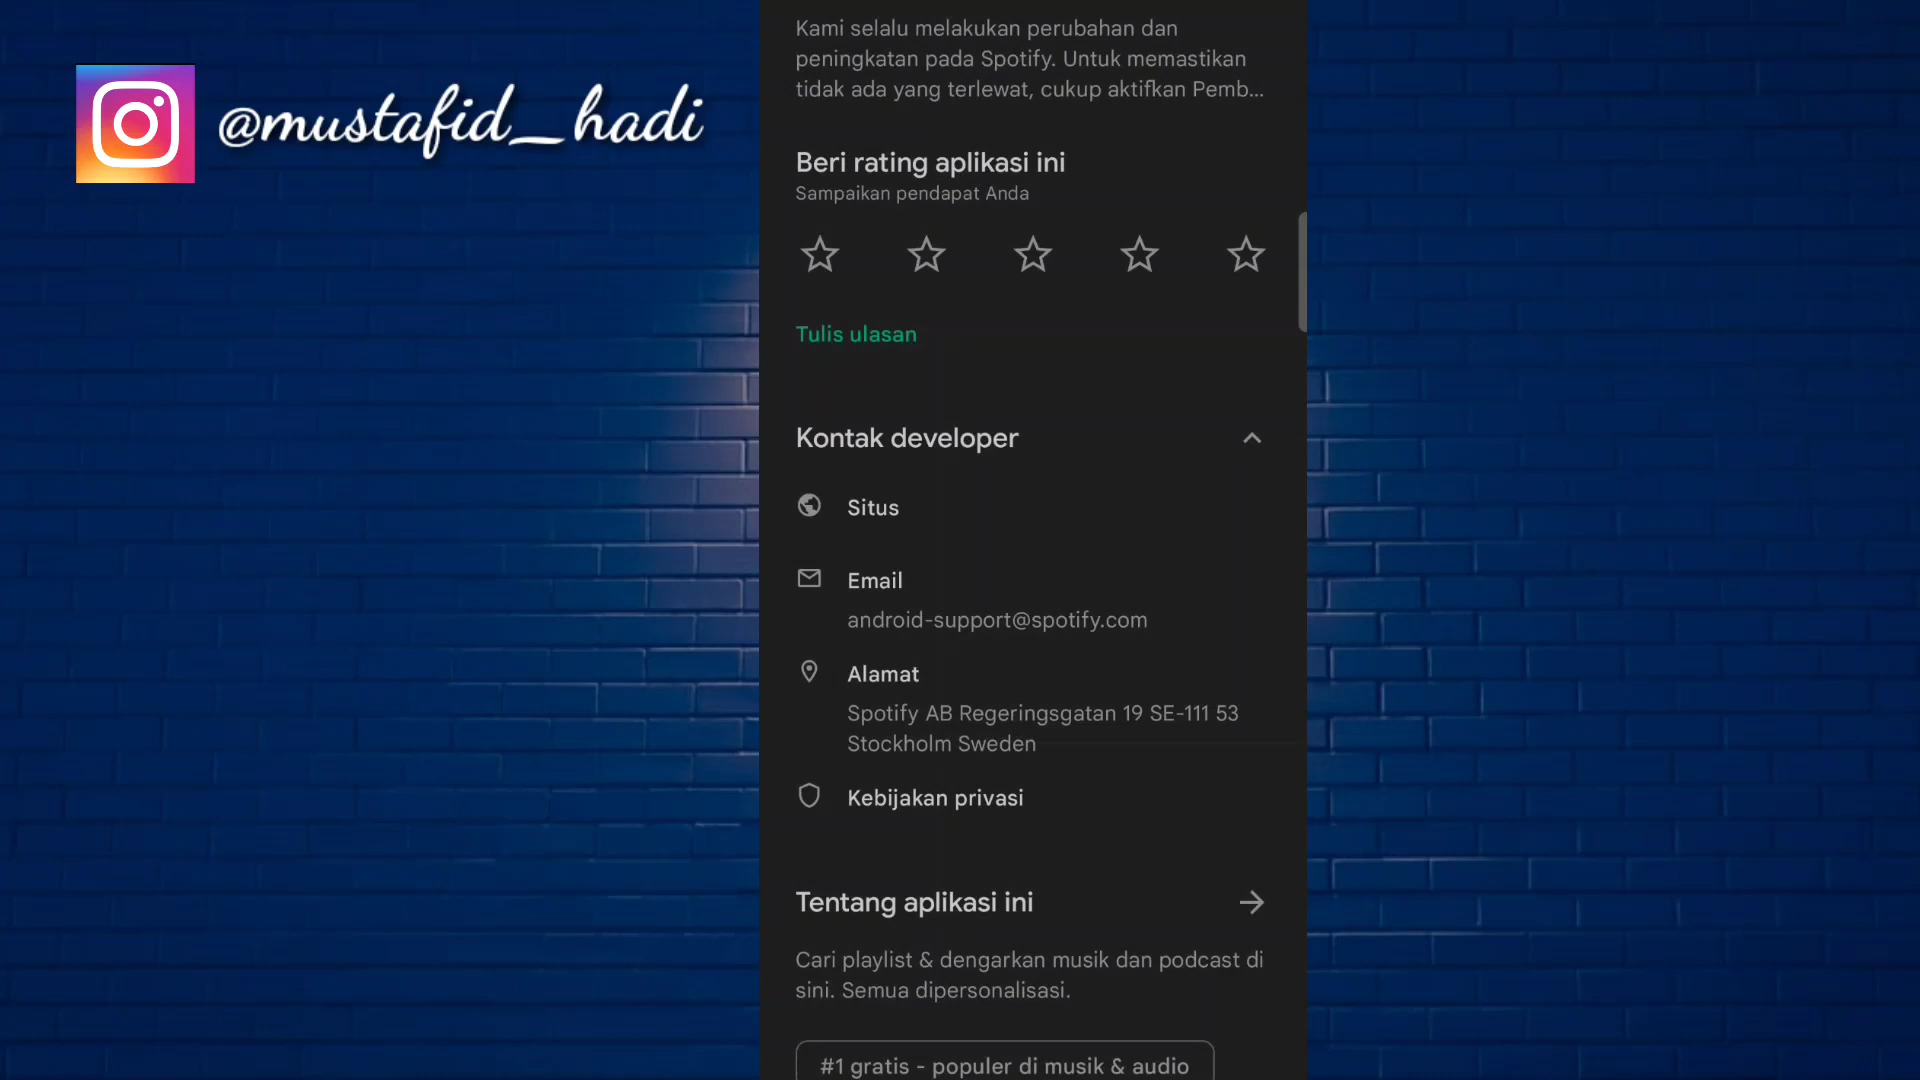 @mustafid_hadi
Kami selalu melakukan perubahan dan
peningkatan pada Spotify. Untuk memastikan
tidak ada yang terlewat, cukup aktifkan Pemb...
Beri rating aplikasi ini
Sampaikan pendapat Anda
Tulis ulasan
Kontak developer
Situs
Email
android-support@spotify.com
Alamat
Spotify AB Regeringsgatan 19 SE-111 53
Stockholm Sweden
Kebijakan privasi
Tentang aplikasi ini
Cari playlist & dengarkan musik dan podcast di
sini. Semua dipersonalisasi.
#1 gratis - populer di musik & audio